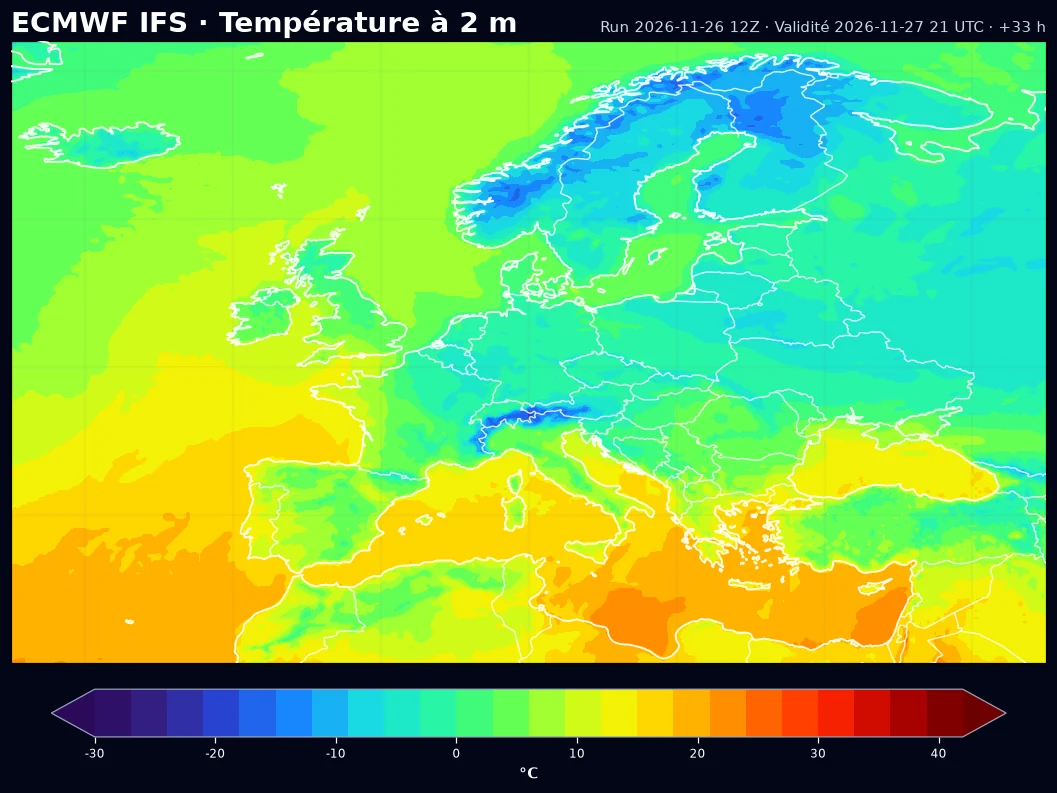 ECMWF IFS · Température à 2 m
Run 2026-11-26 12Z · Validité 2026-11-27 21 UTC · +33 h
-30 -20 -10 0 10 20 30 40
°C